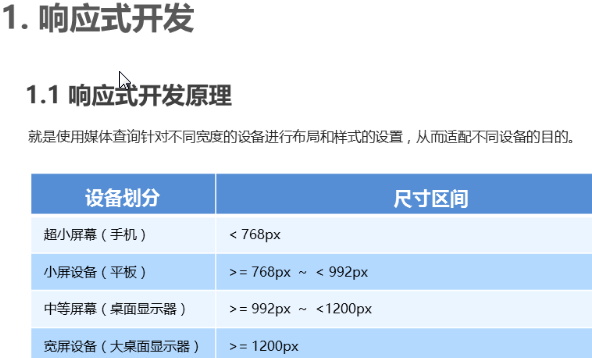 1. 响应式开发
1.1 响应式开发原理
就是使用媒体查询针对不同宽度的设备进行布局和样式的设置，从而适配不同设备的目的。
设备划分 尺寸区间
超小屏幕（手机） < 768px
小屏设备（平板） >= 768px ~ < 992px
中等屏幕（桌面显示器） >= 992px ~ <1200px
宽屏设备（大桌面显示器） >= 1200px